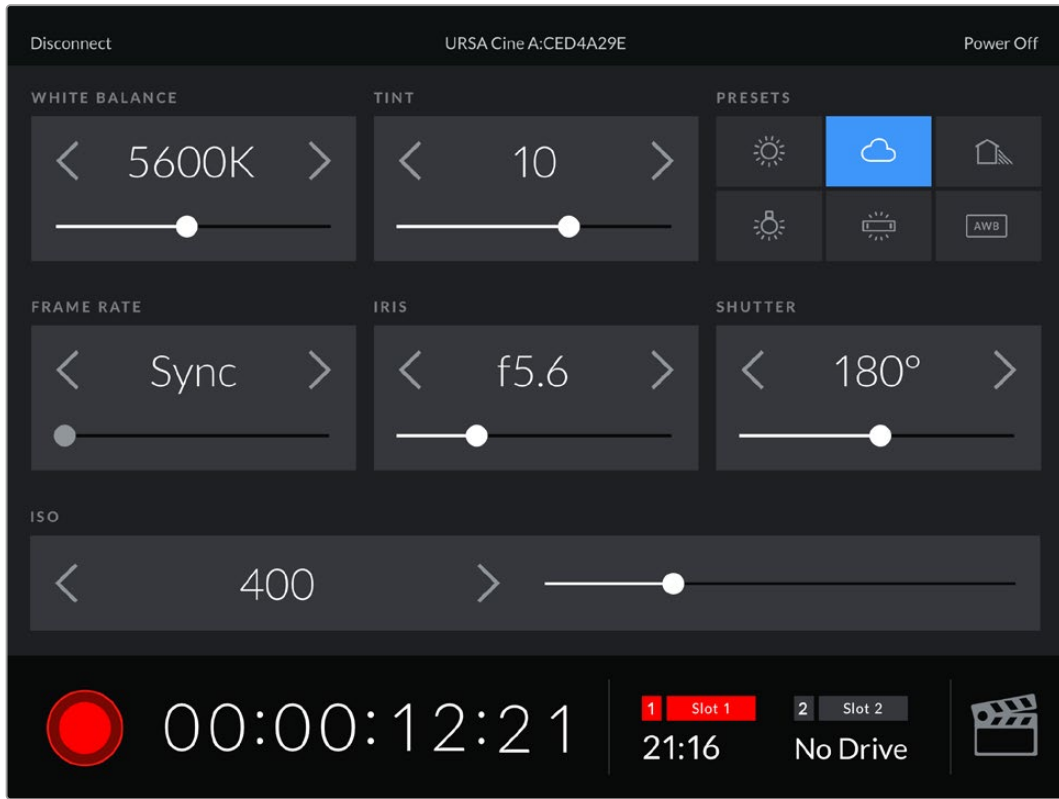 Disconnect URSA Cine A:CED4A29E Power Off
WHITE BALANCE TINT PRESETS
5600K 10
AWB
FRAME RATE IRIS SHUTTER
Sync f5.6 180°
ISO
400
00:00:12:21
1 Slot 1 2 Slot 2
21:16 No Drive